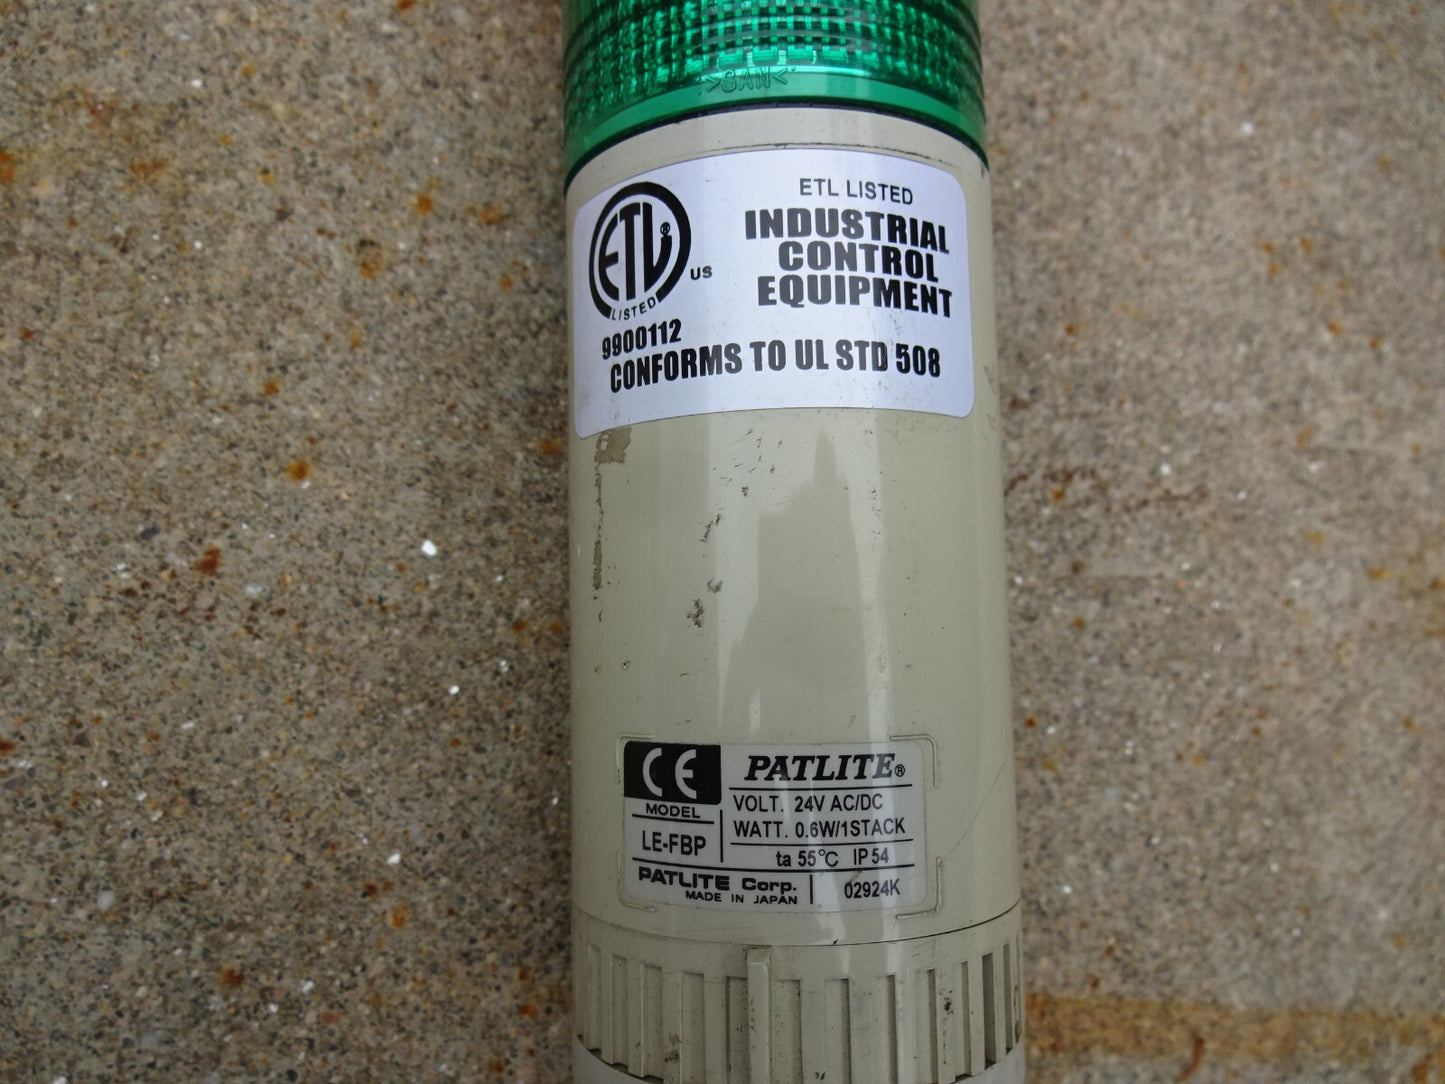 >SAN<
ETL LISTED
INDUSTRIAL
CONTROL
EQUIPMENT
ETL®
LISTED
US
9900112
CONFORMS TO UL STD 508
CE
PATLITE®
MODEL
LE-FBP
VOLT. 24V AC/DC
WATT. 0.6W/1STACK
ta 55°C IP54
PATLITE Corp.
MADE IN JAPAN
02924K